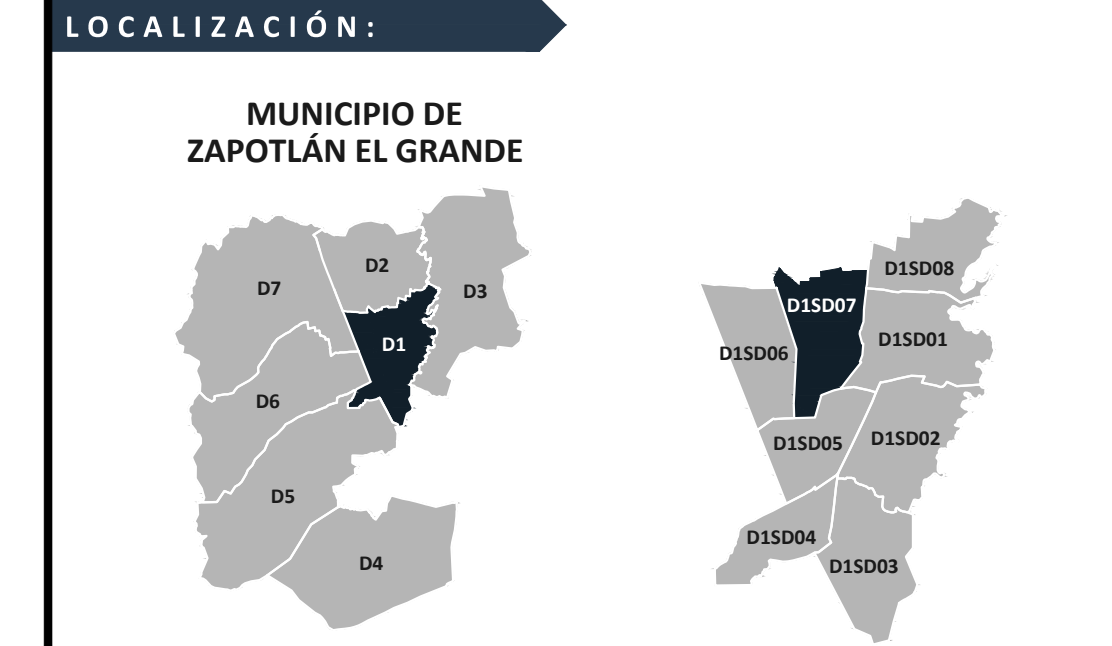 LOCALIZACIÓN:
MUNICIPIO DE
ZAPOTLÁN EL GRANDE
D2
D7
D3
D1
D6
D5
D4
D1SD08
D1SD07
D1SD01
D1SD06
D1SD02
D1SD05
D1SD04
D1SD03